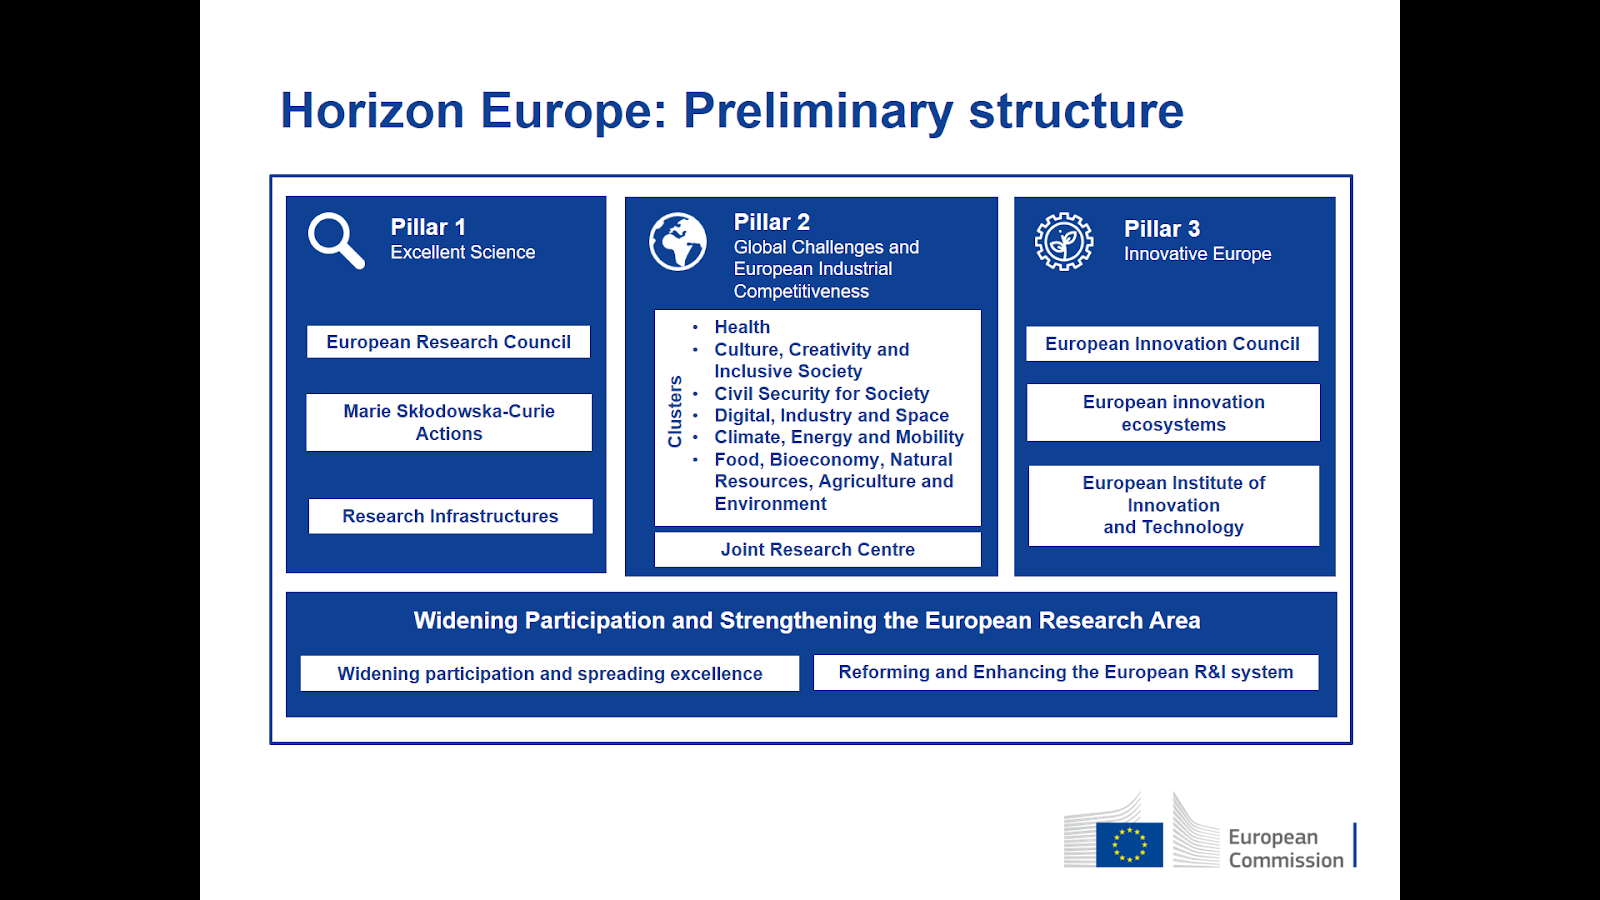 Horizon Europe: Preliminary structure
Pillar 1
Excellent Science
European Research Council
Marie Skłodowska-Curie
Actions
Research Infrastructures
Pillar 2
Global Challenges and
European Industrial
Competitiveness
Clusters
• Health
• Culture, Creativity and
Inclusive Society
• Civil Security for Society
• Digital, Industry and Space
• Climate, Energy and Mobility
• Food, Bioeconomy, Natural
Resources, Agriculture and
Environment
Joint Research Centre
Pillar 3
Innovative Europe
European Innovation Council
European innovation
ecosystems
European Institute of
Innovation
and Technology
Widening Participation and Strengthening the European Research Area
Widening participation and spreading excellence
Reforming and Enhancing the European R&I system
European
Commission